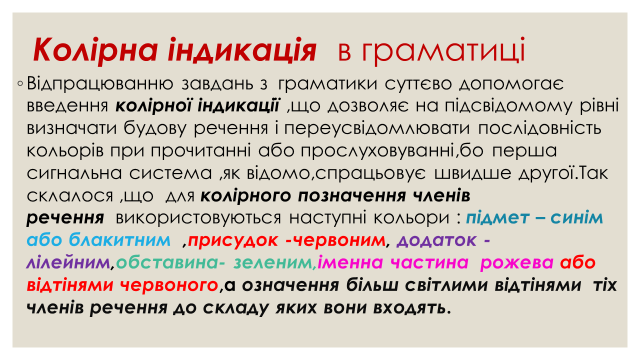 Колірна індикація в граматиці
Відпрацюванню завдань з граматики суттєво допомогає
введення колірної індикації ,що дозволяє на підсвідомому рівні
визначати будову речення і переусвідомлювати послідовність
кольорів при прочитанні або прослуховуванні,бо перша
сигнальна система ,як відомо,спрацьовує швидше другої.Так
склалося ,що для колірного позначення членів
речення використовуються наступні кольори : підмет – синім
або блакитним ,присудок -червоним, додаток -
лілейним,обставина- зеленим,іменна частина рожева або
відтінями червоного,а означення більш світлими відтінями тіх
членів речення до складу яких вони входять.